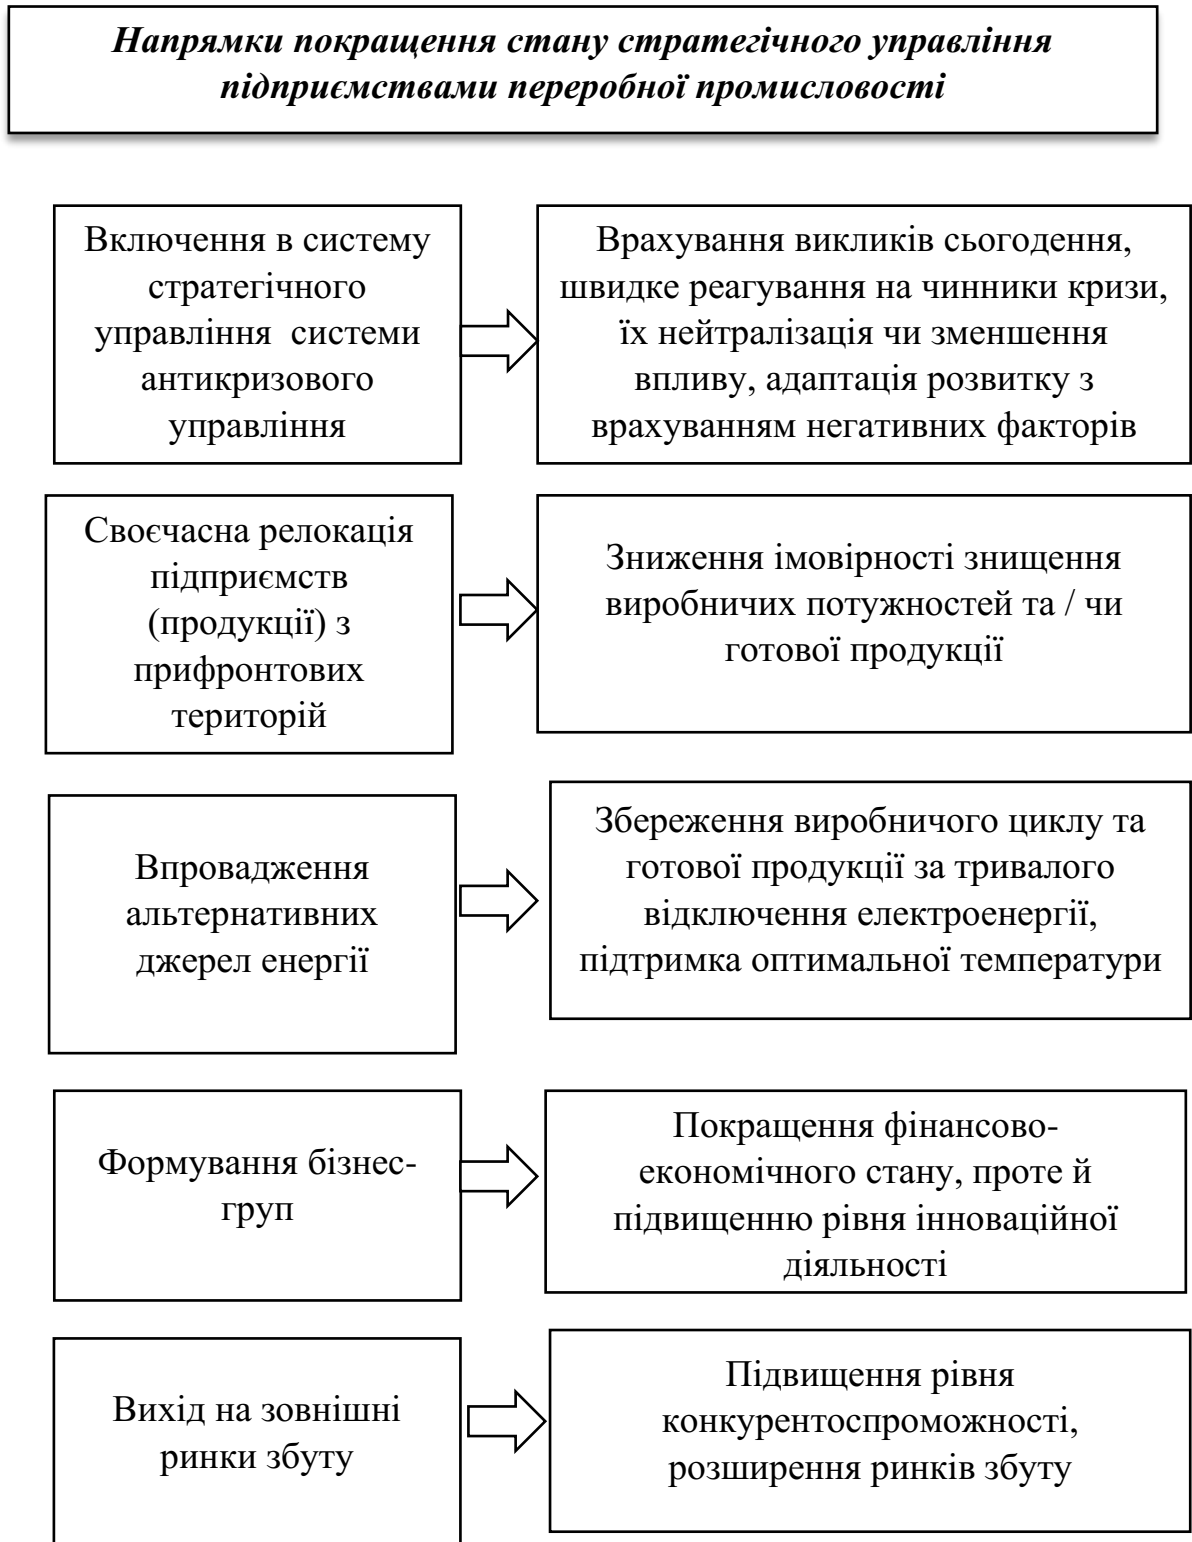 Напрямки покращення стану стратегічного управління
підприємствами переробної промисловості
Включення в систему
стратегічного
управління системи
антикризового
управління
Врахування викликів сьогодення,
швидке реагування на чинники кризи,
їх нейтралізація чи зменшення
впливу, адаптація розвитку з
врахуванням негативних факторів
Своєчасна релокація
підприємств
(продукції) з
прифронтових
територій
Зниження імовірності знищення
виробничих потужностей та / чи
готової продукції
Впровадження
альтернативних
джерел енергії
Збереження виробничого циклу та
готової продукції за тривалого
відключення електроенергії,
підтримка оптимальної температури
Формування бізнес-
груп
Покращення фінансово-
економічного стану, проте й
підвищенню рівня інноваційної
діяльності
Вихід на зовнішні
ринки збуту
Підвищення рівня
конкурентоспроможності,
розширення ринків збуту